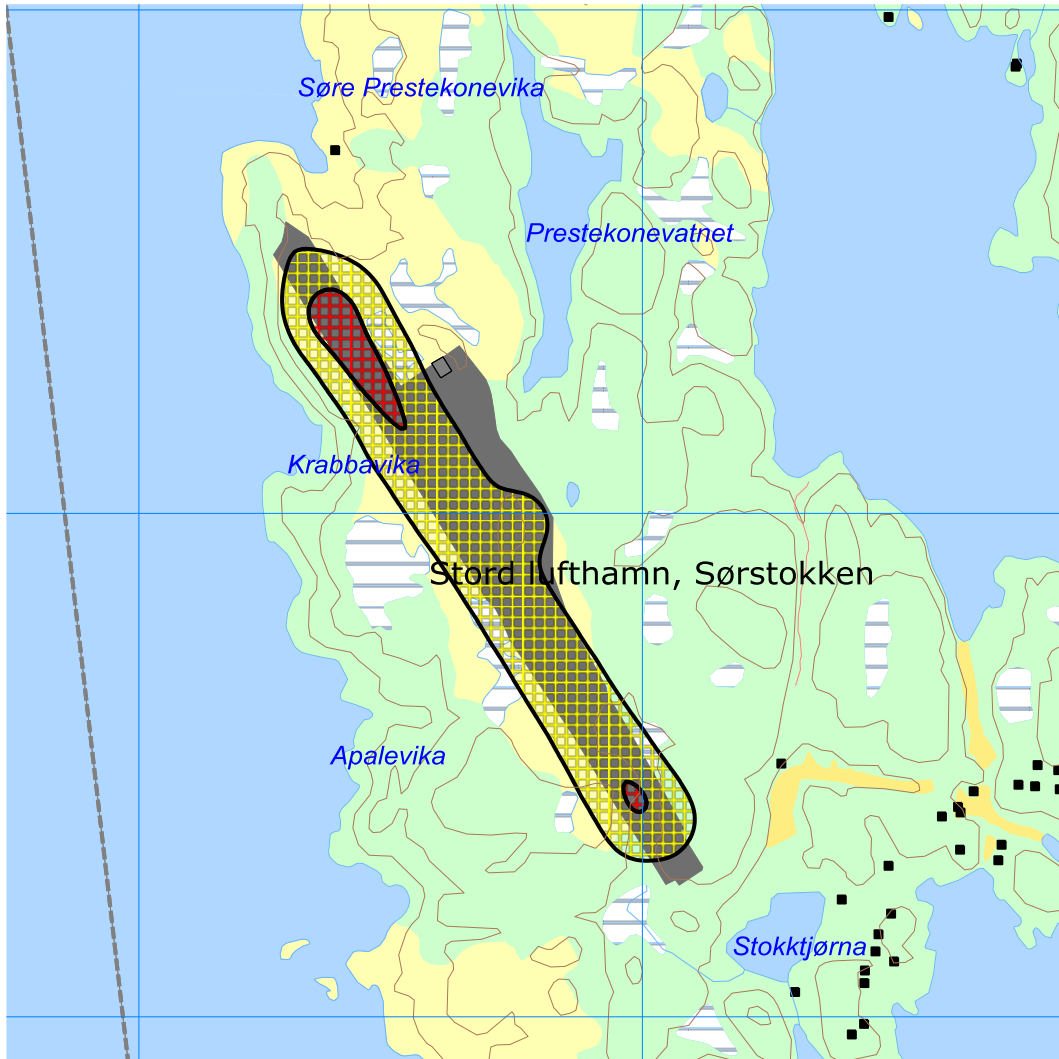 Søre Prestekonevika
Prestekonevatnet
Krabbavika
Stord lufthamn, Sørstokken
Apalevika
Stokktjørna